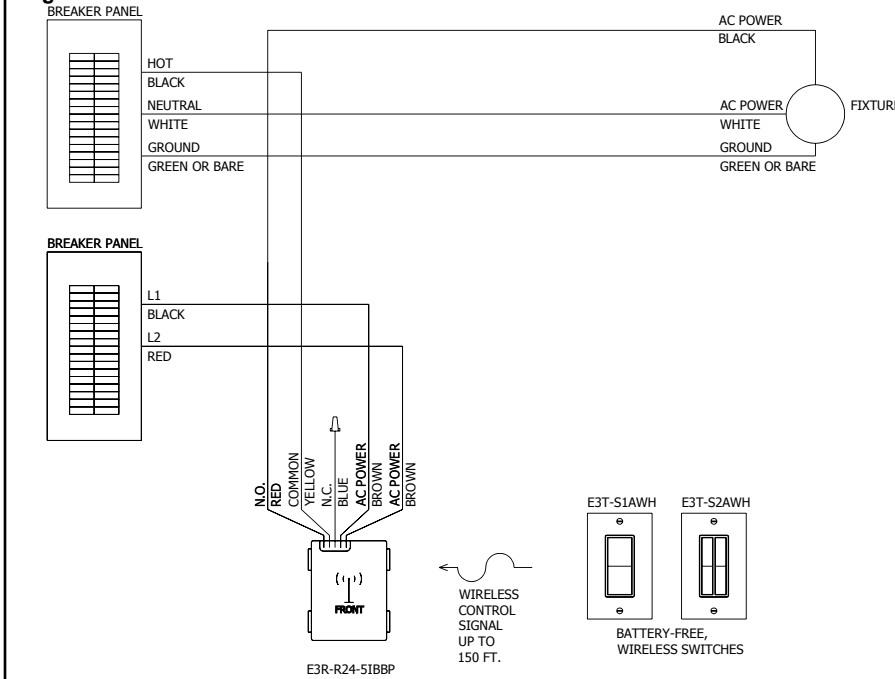 BREAKER PANEL
AC POWER
BLACK
HOT
BLACK
NEUTRAL
WHITE
AC POWER
WHITE
FIXTURE
GROUND
GREEN OR BARE
GROUND
GREEN OR BARE
BREAKER PANEL
L1
BLACK
L2
RED
N.O.
RED
COMMON
YELLOW
N.C.
BLUE
AC POWER
BROWN
AC POWER
BROWN
FRONT
E3R-R24-5IBBP
WIRELESS
CONTROL
SIGNAL
UP TO
150 FT.
E3T-S1AWH
E3T-S2AWH
BATTERY-FREE,
WIRELESS SWITCHES